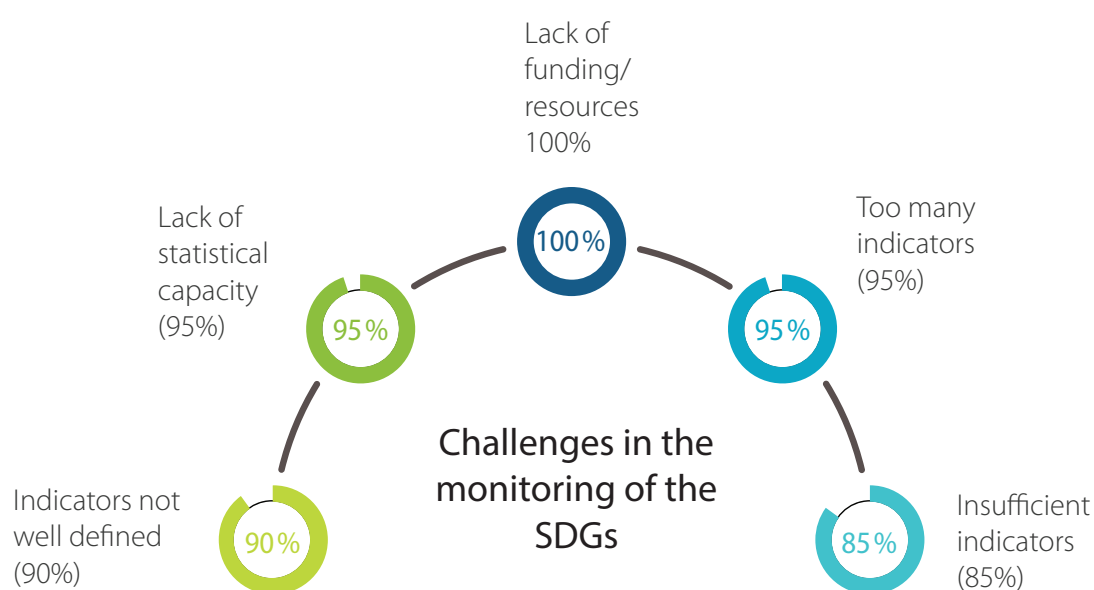 Lack of
funding/
resources
100%
100%
Lack of
statistical
capacity
(95%)
95%
Too many
indicators
(95%)
95%
Challenges in the
monitoring of the
SDGs
Indicators not
well defined
(90%)
90%
Insufficient
indicators
(85%)
85%